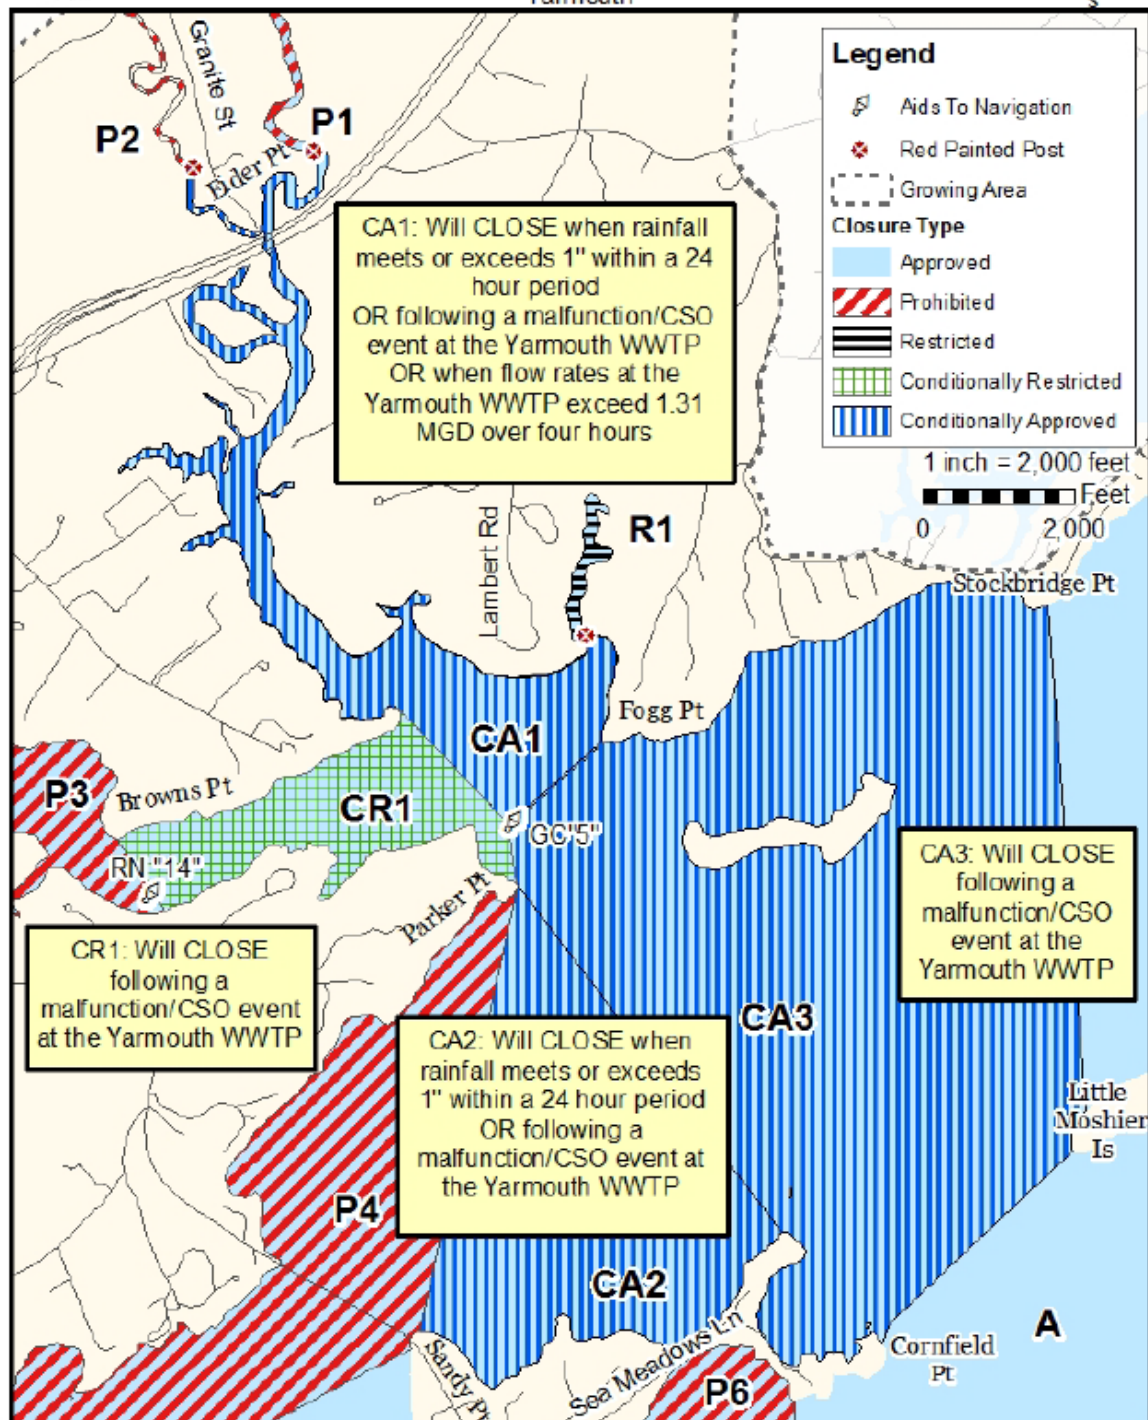 Yarmouth
s
Granite St
P2
P1
Elder Pt
Legend
Aids To Navigation
Red Painted Post
Growing Area
Closure Type
Approved
Prohibited
Restricted
Conditionally Restricted
Conditionally Approved
1 inch = 2,000 feet
Feet
0 2,000
CA1: Will CLOSE when rainfall
meets or exceeds 1" within a 24
hour period
OR following a malfunction/CSO
event at the Yarmouth WWTP
OR when flow rates at the
Yarmouth WWTP exceed 1.31
MGD over four hours
Lambert Rd
R1
Stockbridge Pt
Fogg Pt
CA1
P3
Browns Pt
CR1
GC"5"
RN "14"
Parker Pt
CA3: Will CLOSE
following a
malfunction/CSO
event at the
Yarmouth WWTP
CR1: Will CLOSE
following a
malfunction/CSO event
at the Yarmouth WWTP
CA3
CA2: Will CLOSE when
rainfall meets or exceeds
1" within a 24 hour period
OR following a
malfunction/CSO event at
the Yarmouth WWTP
Little
Moshier
Is
P4
CA2
A
Sandy Pt
Sea Meadows Ln
Cornfield
Pt
P6